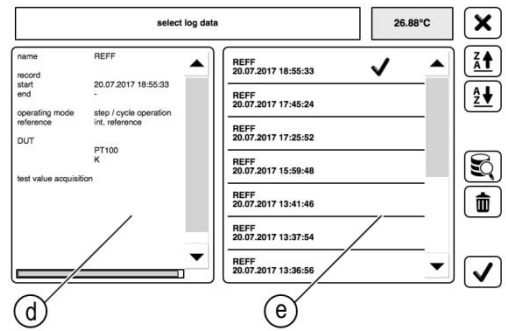 select log data
26.88°C
name REFF
record
start 20.07.2017 18:55:33
end -
operating mode step / cycle operation
reference int. reference
DUT
PT100
K
test value acquisition
REFF
20.07.2017 18:55:33
REFF
20.07.2017 17:45:24
REFF
20.07.2017 17:25:52
REFF
20.07.2017 15:59:48
REFF
20.07.2017 13:41:46
REFF
20.07.2017 13:37:54
REFF
20.07.2017 13:36:56
Z
A
A
Z
d
e